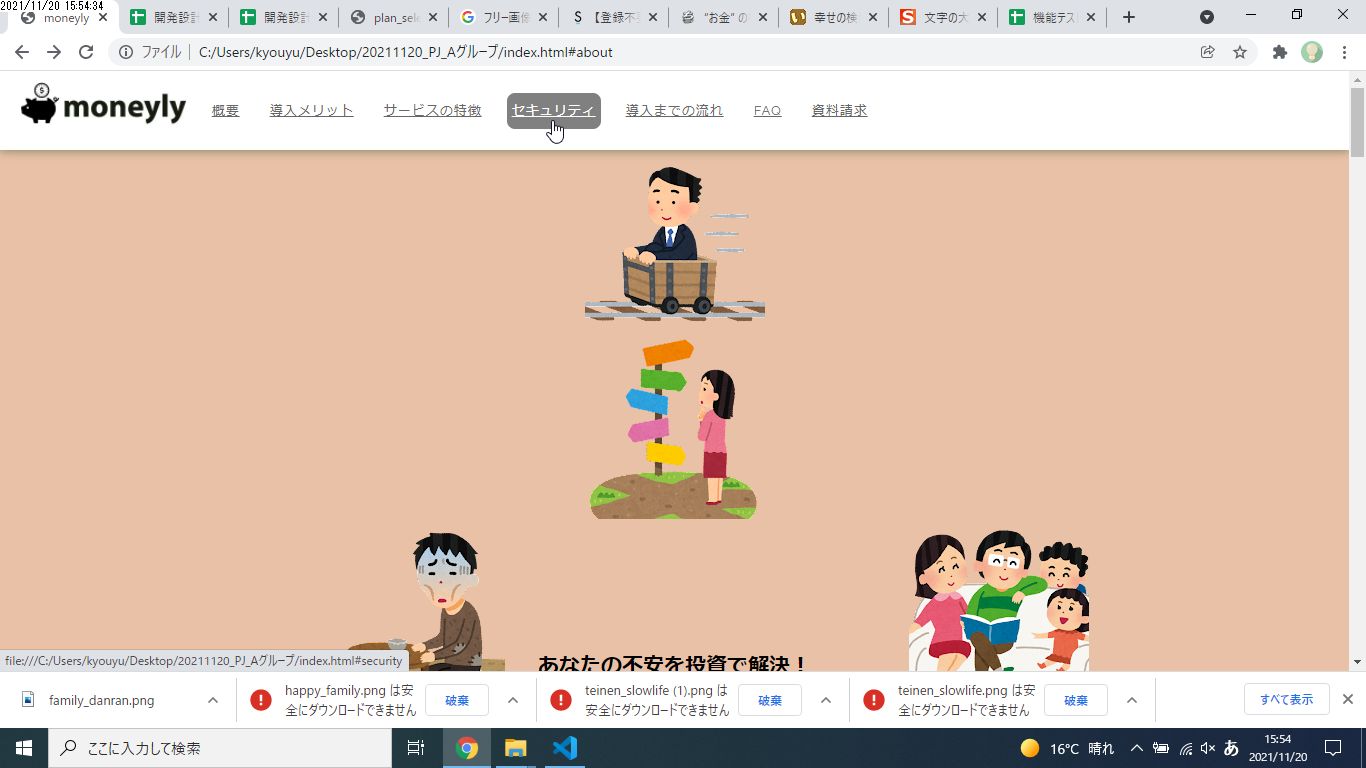 2021/11/20 15:54:34
moneyly
開発設計
開発設計
plan_sele
フリー画像
【登録不要
"お金" の
幸せの検
文字の大
機能テスト
ファイル
C:/Users/kyouyu/Desktop/20211120_PJ_Aグループ/index.html#about
moneyly
概要
導入メリット
サービスの特徴
セキュリティ
導入までの流れ
FAQ
資料請求
あなたの不安を投資で解決！
file:///C:/Users/kyouyu/Desktop/20211120_PJ_Aグループ/index.html#security
family_danran.png
happy_family.png は安
全にダウンロードできません
破棄
teinen_slowlife (1).png は
安全にダウンロードできません
破棄
teinen_slowlife.png は安
全にダウンロードできません
破棄
すべて表示
ここに入力して検索
16°C 晴れ
あ
15:54
2021/11/20